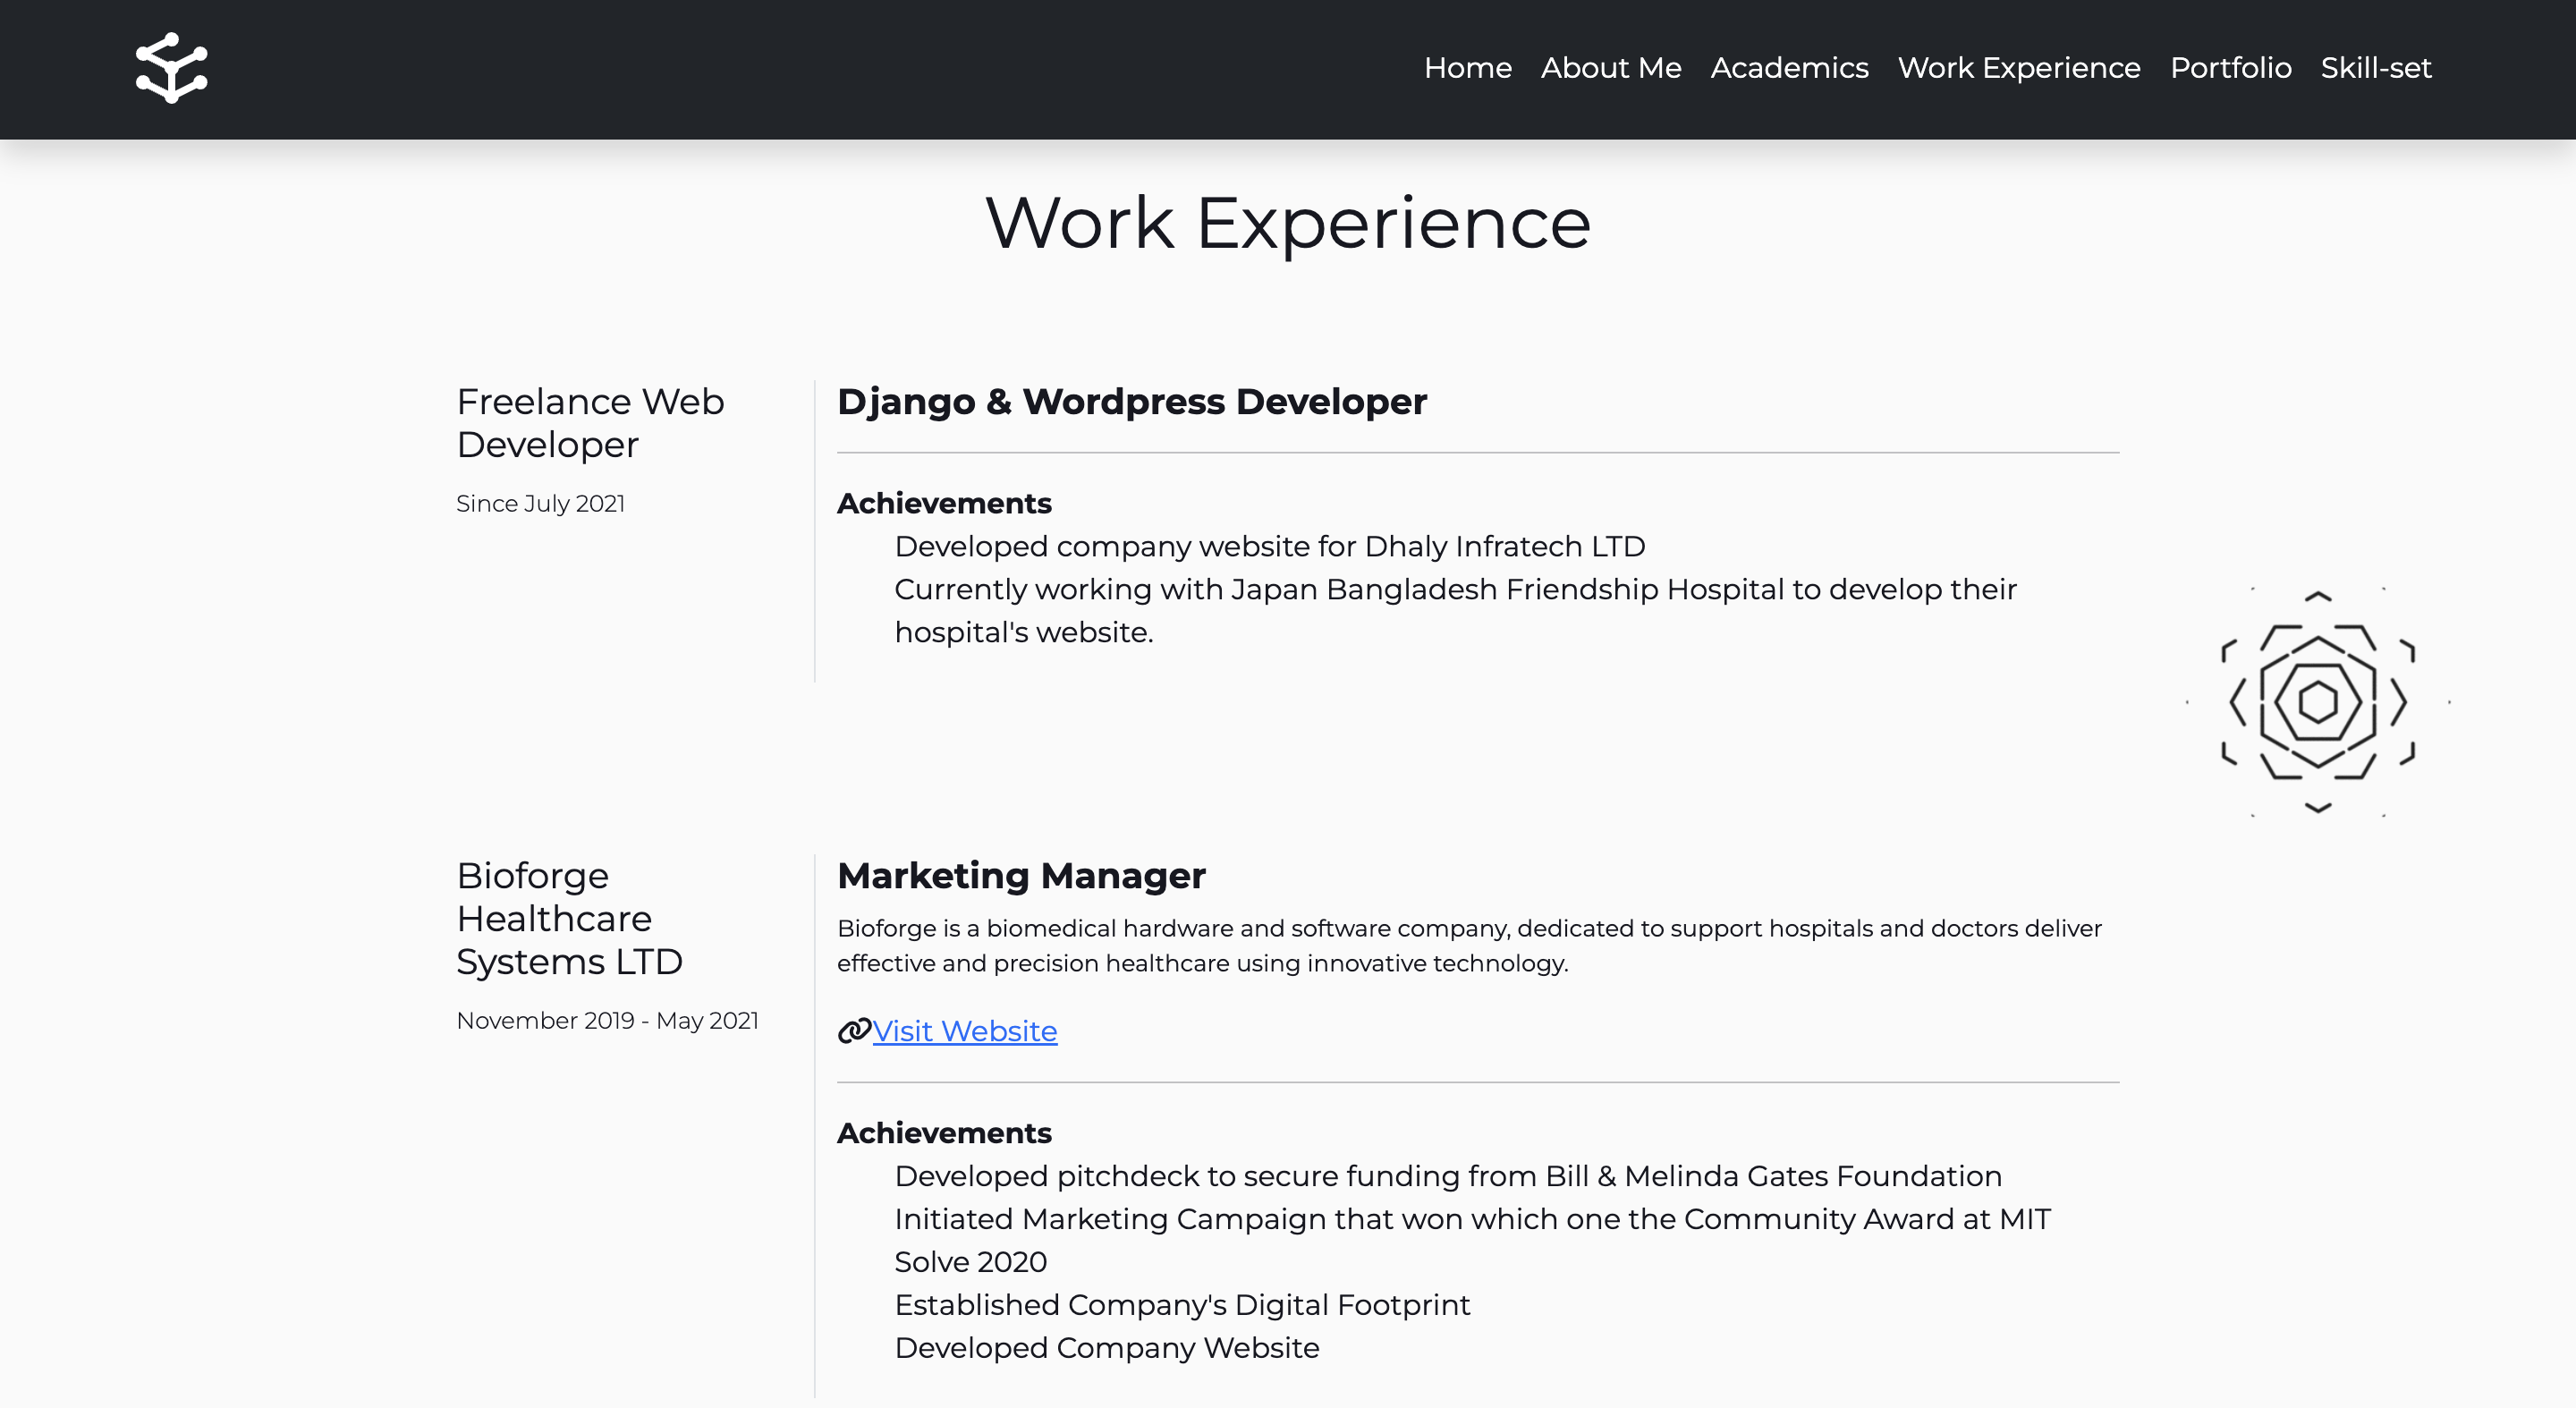 Home About Me Academics Work Experience Portfolio Skill-set
Work Experience
Freelance Web
Developer
Since July 2021
Django & Wordpress Developer
Achievements
Developed company website for Dhaly Infratech LTD
Currently working with Japan Bangladesh Friendship Hospital to develop their
hospital's website.
Bioforge
Healthcare
Systems LTD
November 2019 - May 2021
Marketing Manager
Bioforge is a biomedical hardware and software company, dedicated to support hospitals and doctors deliver
effective and precision healthcare using innovative technology.
Visit Website
Achievements
Developed pitchdeck to secure funding from Bill & Melinda Gates Foundation
Initiated Marketing Campaign that won which one the Community Award at MIT
Solve 2020
Established Company's Digital Footprint
Developed Company Website